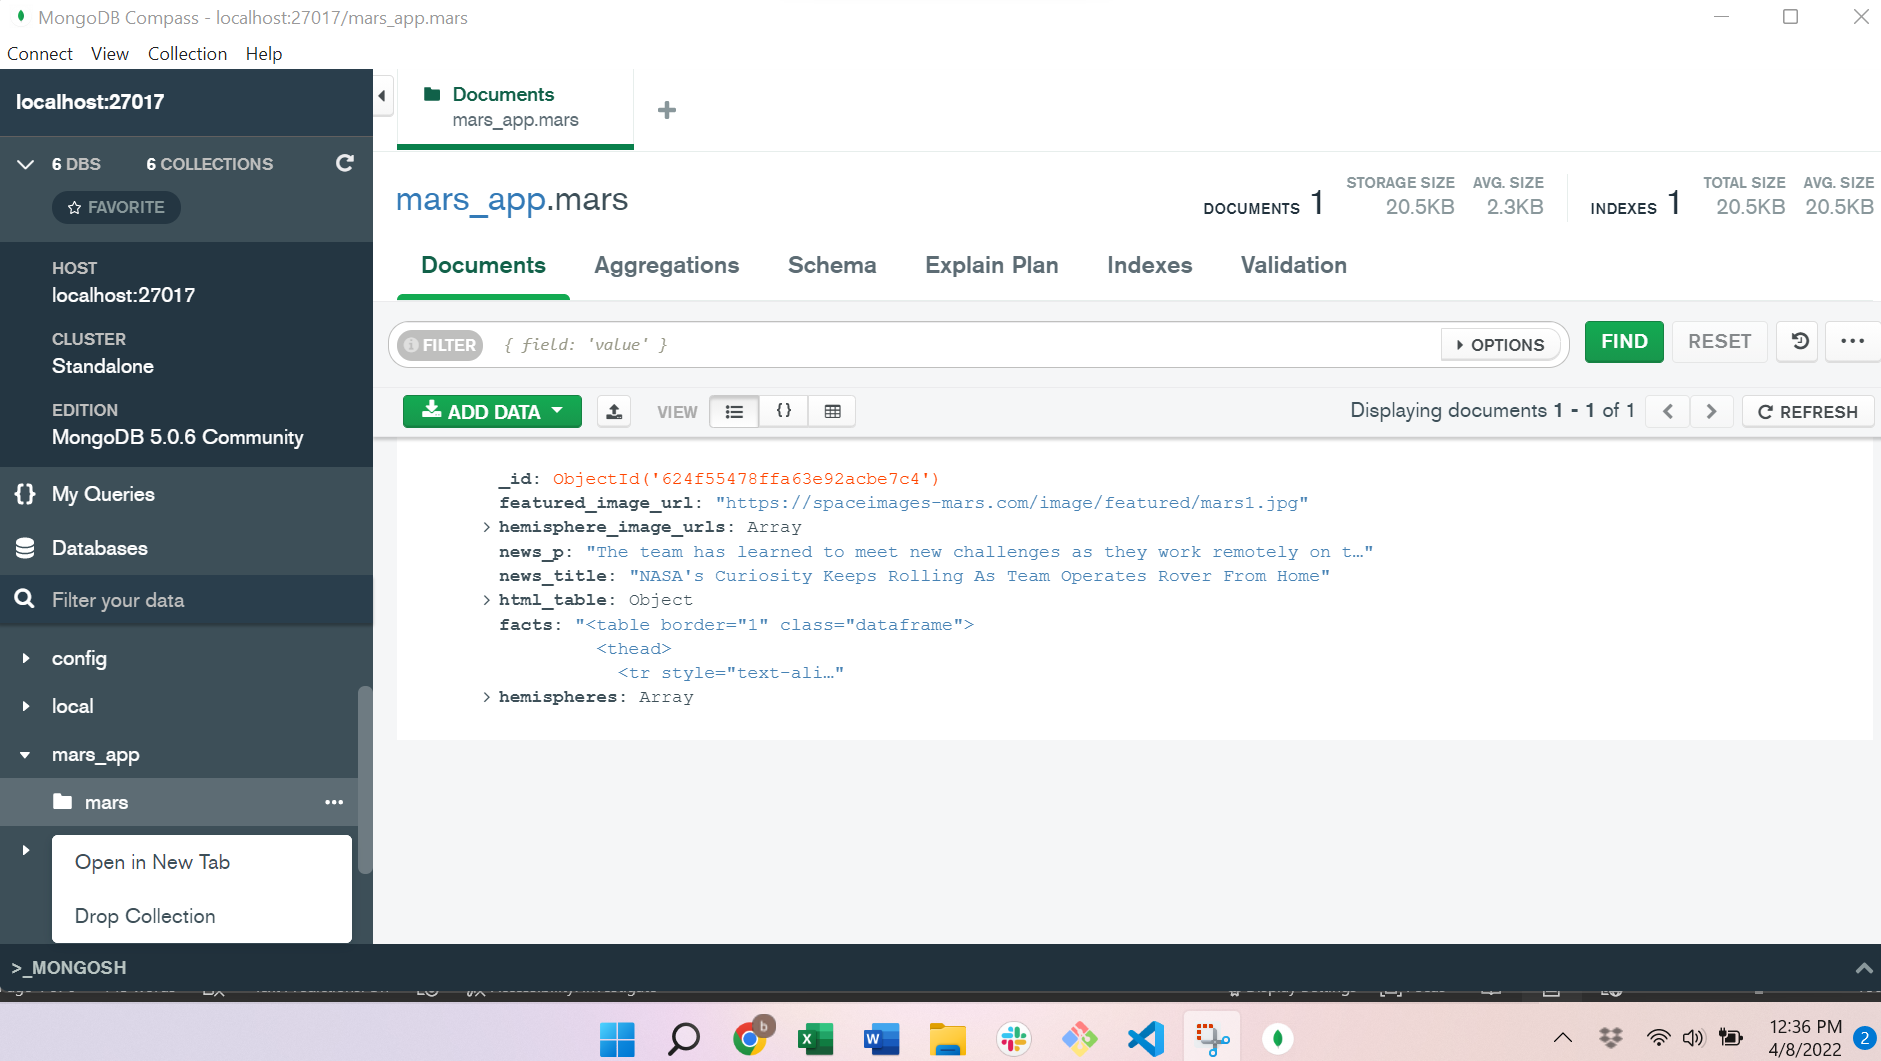 MongoDB Compass - localhost:27017/mars_app.mars
Connect View Collection Help
localhost:27017
6 DBS 6 COLLECTIONS
FAVORITE
HOST
localhost:27017
CLUSTER
Standalone
EDITION
MongoDB 5.0.6 Community
{} My Queries
Databases
Filter your data
config
local
mars_app
mars •••
Open in New Tab
Drop Collection
Documents
mars_app.mars
+
mars_app.mars
DOCUMENTS 1
STORAGE SIZE
20.5KB
AVG. SIZE
2.3KB
INDEXES 1
TOTAL SIZE
20.5KB
AVG. SIZE
20.5KB
Documents Aggregations Schema Explain Plan Indexes Validation
FILTER { field: 'value' } OPTIONS FIND RESET •••
ADD DATA VIEW {} Displaying documents 1 - 1 of 1 < > REFRESH
_id: ObjectId('624f55478ffa63e92acbe7c4')
featured_image_url: "https://spaceimages-mars.com/image/featured/mars1.jpg"
> hemisphere_image_urls: Array
news_p: "The team has learned to meet new challenges as they work remotely on t…"
news_title: "NASA's Curiosity Keeps Rolling As Team Operates Rover From Home"
> html_table: Object
facts: "<table border="1" class="dataframe">
<thead>
<tr style="text-ali…"
> hemispheres: Array
>_MONGOSH
b
X
W
12:36 PM
4/8/2022
2